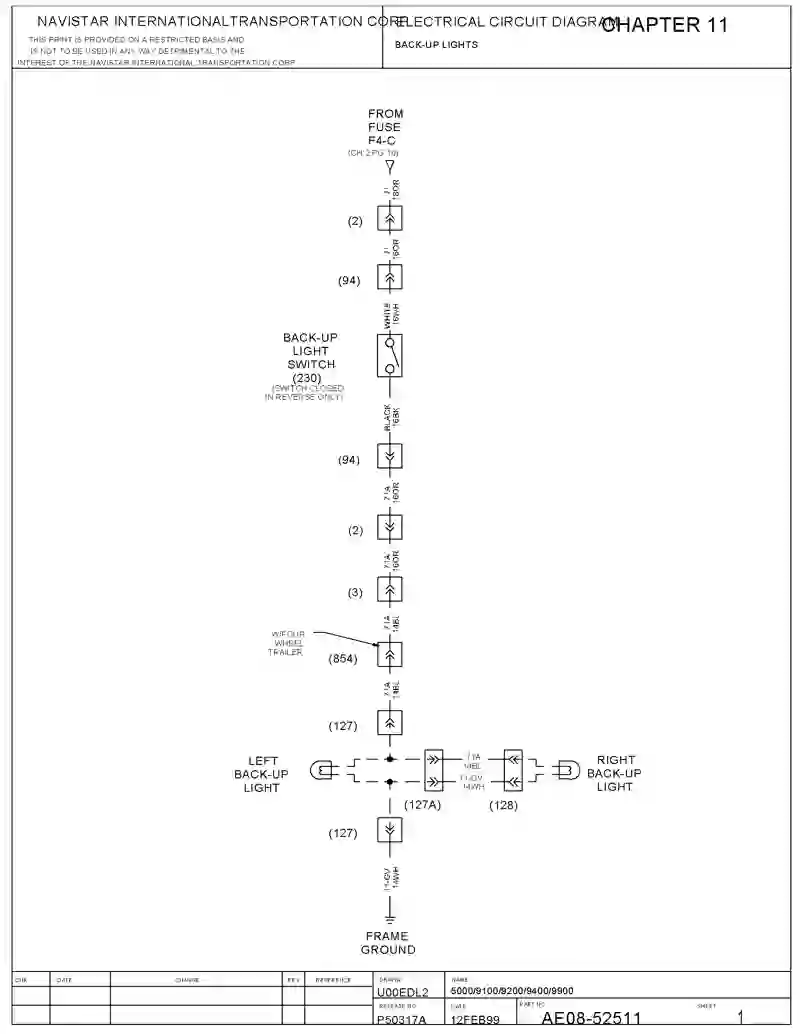 NAVISTAR INTERNATIONALTRANSPORTATION CORP
ELECTRICAL CIRCUIT DIAGRAM
CHAPTER 11
THIS PRINT IS PROVIDED ON A RESTRICTED BASIS AND
IS NOT TO BE USED IN ANY WAY DETRIMENTAL TO THE
INTEREST OF THE NAVISTAR INTERNATIONAL TRANSPORTATION CORP
BACK-UP LIGHTS
FROM
FUSE
F4-C
(CH. 2 PG. 10)
(2)
16OR
(94)
WHITE
16WH
BACK-UP
LIGHT
SWITCH
(230)
(SWITCH CLOSED
IN REVERSE ONLY)
BLACK
16BK
(94)
71A
16OR
(2)
71A
16OR
(3)
71A
14BL
W/FOUR
WHEEL
TRAILER
(854)
71A
14BL
(127)
LEFT
BACK-UP
LIGHT
71A
14BL
11-GV
14WH
RIGHT
BACK-UP
LIGHT
(127A)
(128)
(127)
11-GV
14WH
FRAME
GROUND
CHK
DATE
CHANGE
REV
REFERENCE
DRAWN
U00EDL2
NAME
5000/9100/9200/9400/9900
RELEASE NO.
P50317A
DATE
12FEB99
PART NO.
AE08-52511
SHEET
1